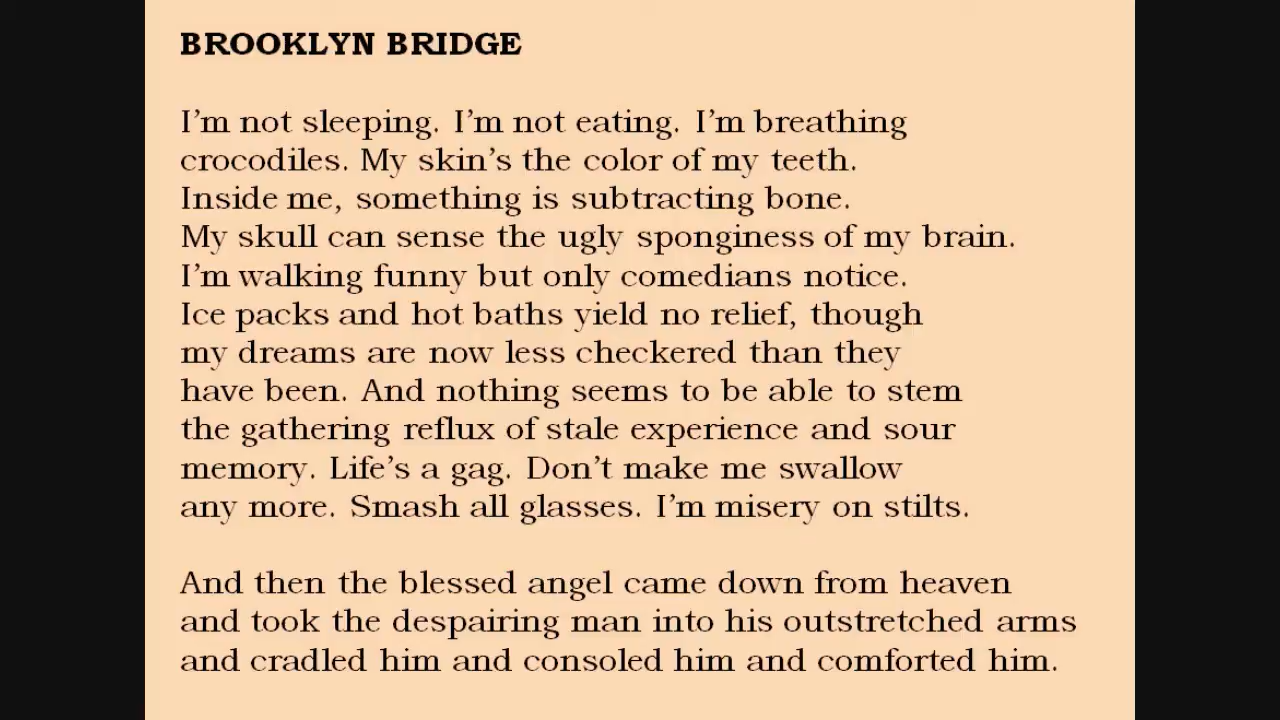 BROOKLYN BRIDGE
I’m not sleeping. I’m not eating. I’m breathing
crocodiles. My skin’s the color of my teeth.
Inside me, something is subtracting bone.
My skull can sense the ugly sponginess of my brain.
I’m walking funny but only comedians notice.
Ice packs and hot baths yield no relief, though
my dreams are now less checkered than they
have been. And nothing seems to be able to stem
the gathering reflux of stale experience and sour
memory. Life’s a gag. Don’t make me swallow
any more. Smash all glasses. I’m misery on stilts.
And then the blessed angel came down from heaven
and took the despairing man into his outstretched arms
and cradled him and consoled him and comforted him.